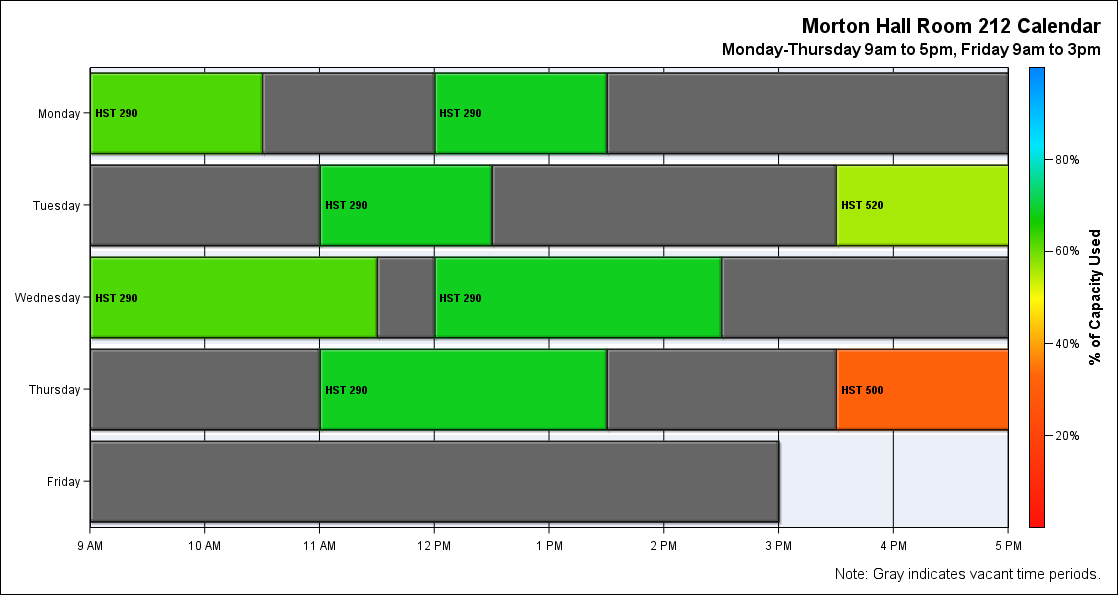 Morton Hall Room 212 Calendar
Monday-Thursday 9am to 5pm, Friday 9am to 3pm
Monday
HST 290
HST 290
Tuesday
HST 290
HST 520
Wednesday
HST 290
HST 290
Thursday
HST 290
HST 500
Friday
9 AM
10 AM
11 AM
12 PM
1 PM
2 PM
3 PM
4 PM
5 PM
80%
60%
40%
20%
% of Capacity Used
Note: Gray indicates vacant time periods.